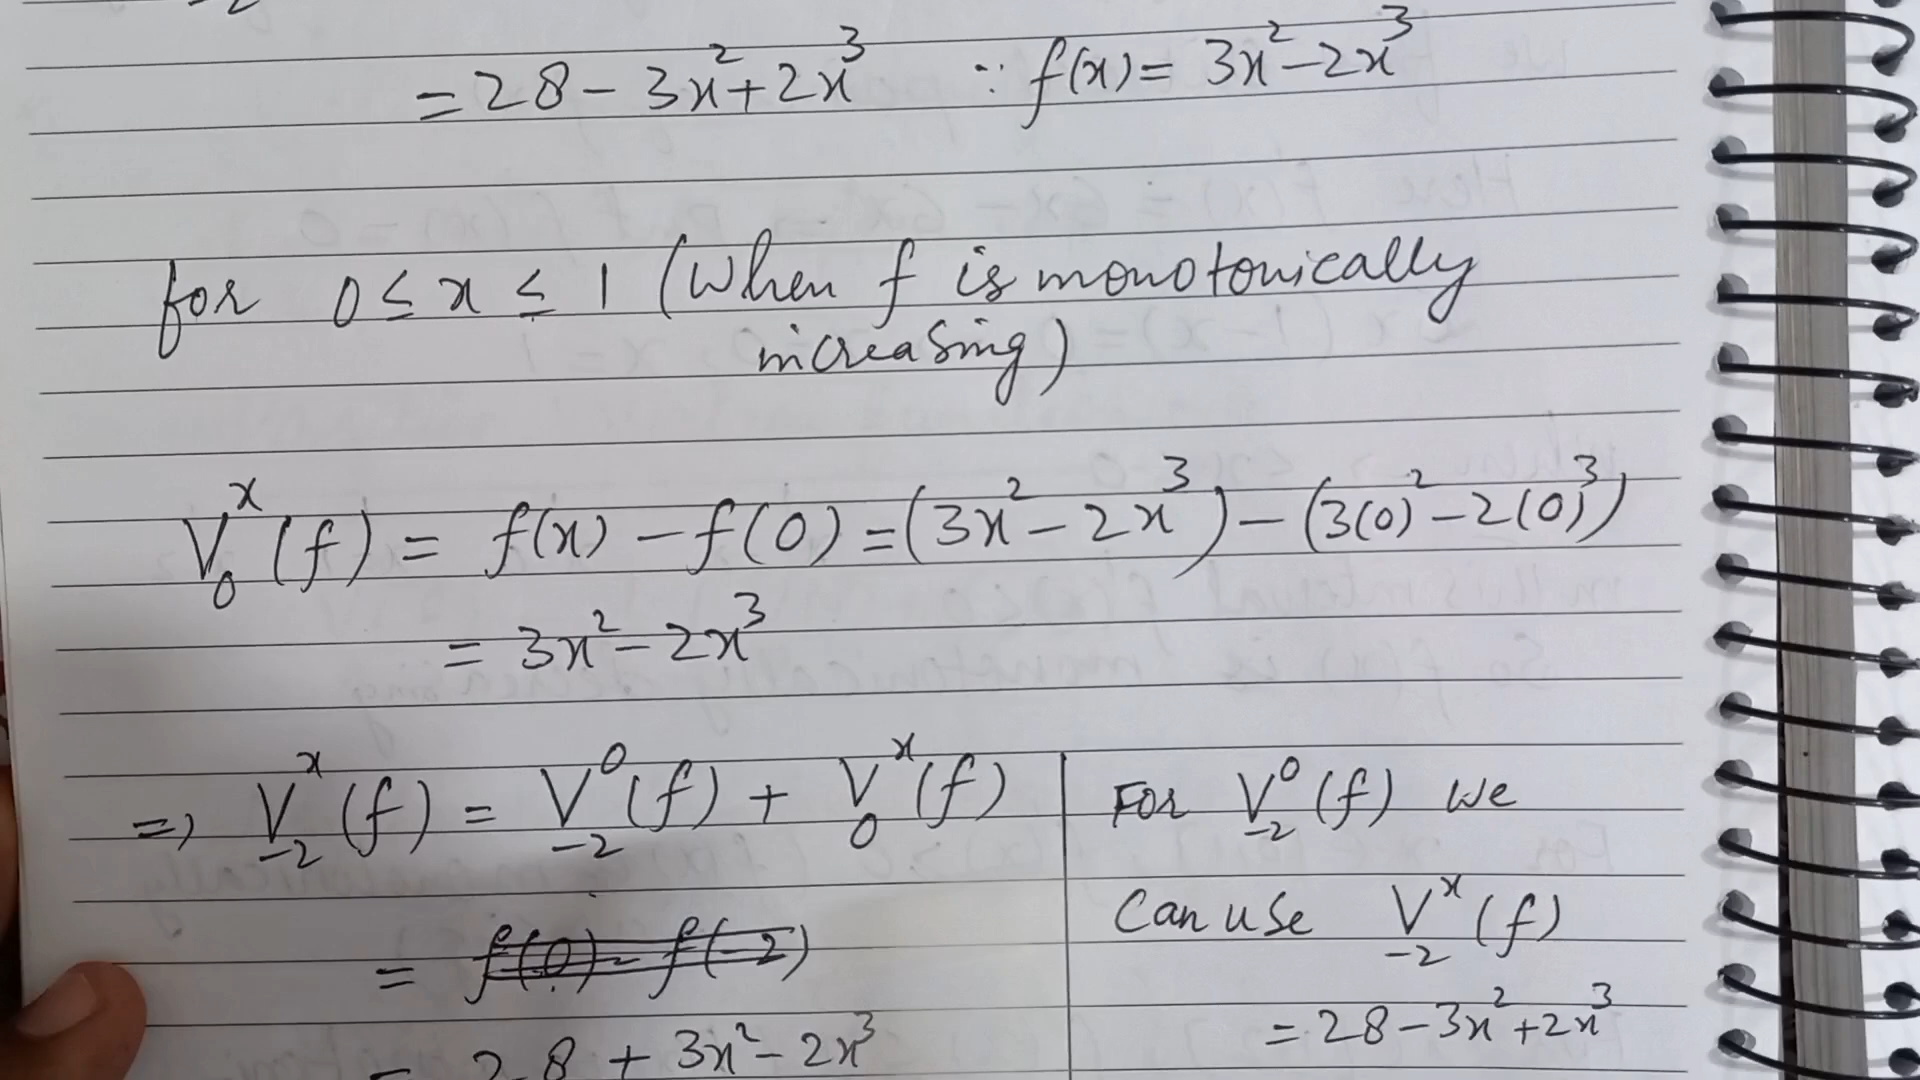 -2
= 28 - 3x² + 2x³ ∵ f(x) = 3x² - 2x³
for 0 ≤ x ≤ 1 (When f is monotonically
increasing)
V₀ˣ(f) = f(x) - f(0) = (3x² - 2x³) - (3(0)² - 2(0)³)
= 3x² - 2x³
⇒ V₋₂ˣ(f) = V₋₂⁰(f) + V₀ˣ(f)
= f(0) - f(-2)
= 28 + 3x² - 2x³
For V₋₂⁰(f) we
Can use V₋₂ˣ(f)
= 28 - 3x² + 2x³